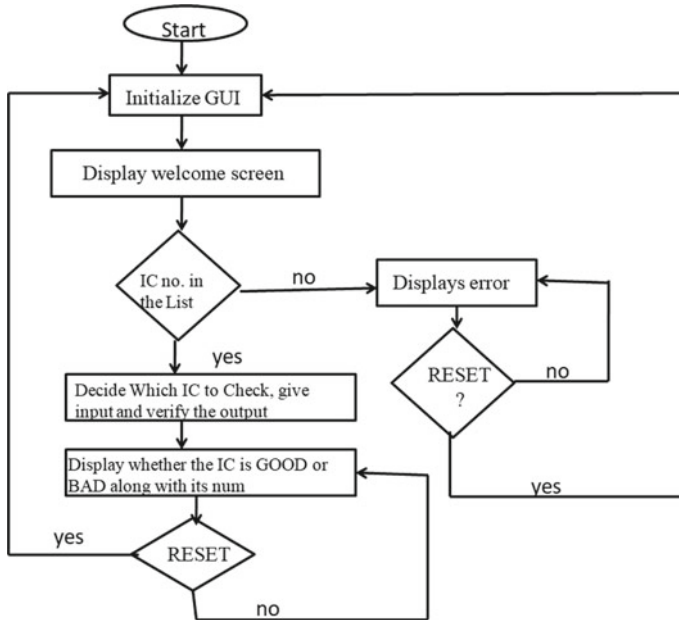 Start
Initialize GUI
Display welcome screen
IC no. in
the List
no
Displays error
yes
RESET
?
no
Decide Which IC to Check, give
input and verify the output
Display whether the IC is GOOD or
BAD along with its num
yes
yes
RESET
no